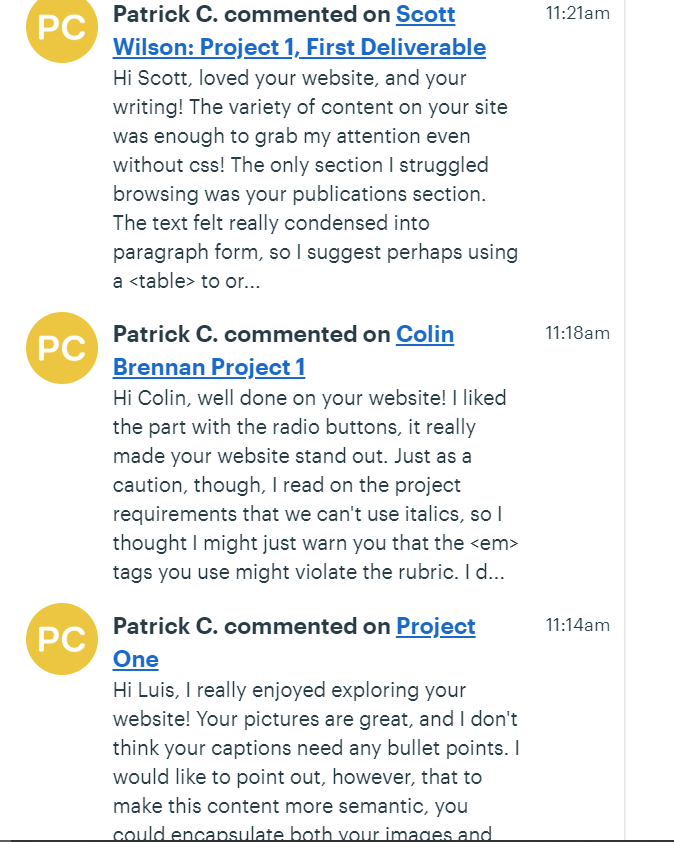 PC
Patrick C. commented on Scott
11:21am
Wilson: Project 1, First Deliverable
Hi Scott, loved your website, and your
writing! The variety of content on your site
was enough to grab my attention even
without css! The only section I struggled
browsing was your publications section.
The text felt really condensed into
paragraph form, so I suggest perhaps using
a <table> to or...
PC
Patrick C. commented on Colin
11:18am
Brennan Project 1
Hi Colin, well done on your website! I liked
the part with the radio buttons, it really
made your website stand out. Just as a
caution, though, I read on the project
requirements that we can't use italics, so I
thought I might just warn you that the <em>
tags you use might violate the rubric. I d...
PC
Patrick C. commented on Project
11:14am
One
Hi Luis, I really enjoyed exploring your
website! Your pictures are great, and I don't
think your captions need any bullet points. I
would like to point out, however, that to
make this content more semantic, you
could encapsulate both your images and